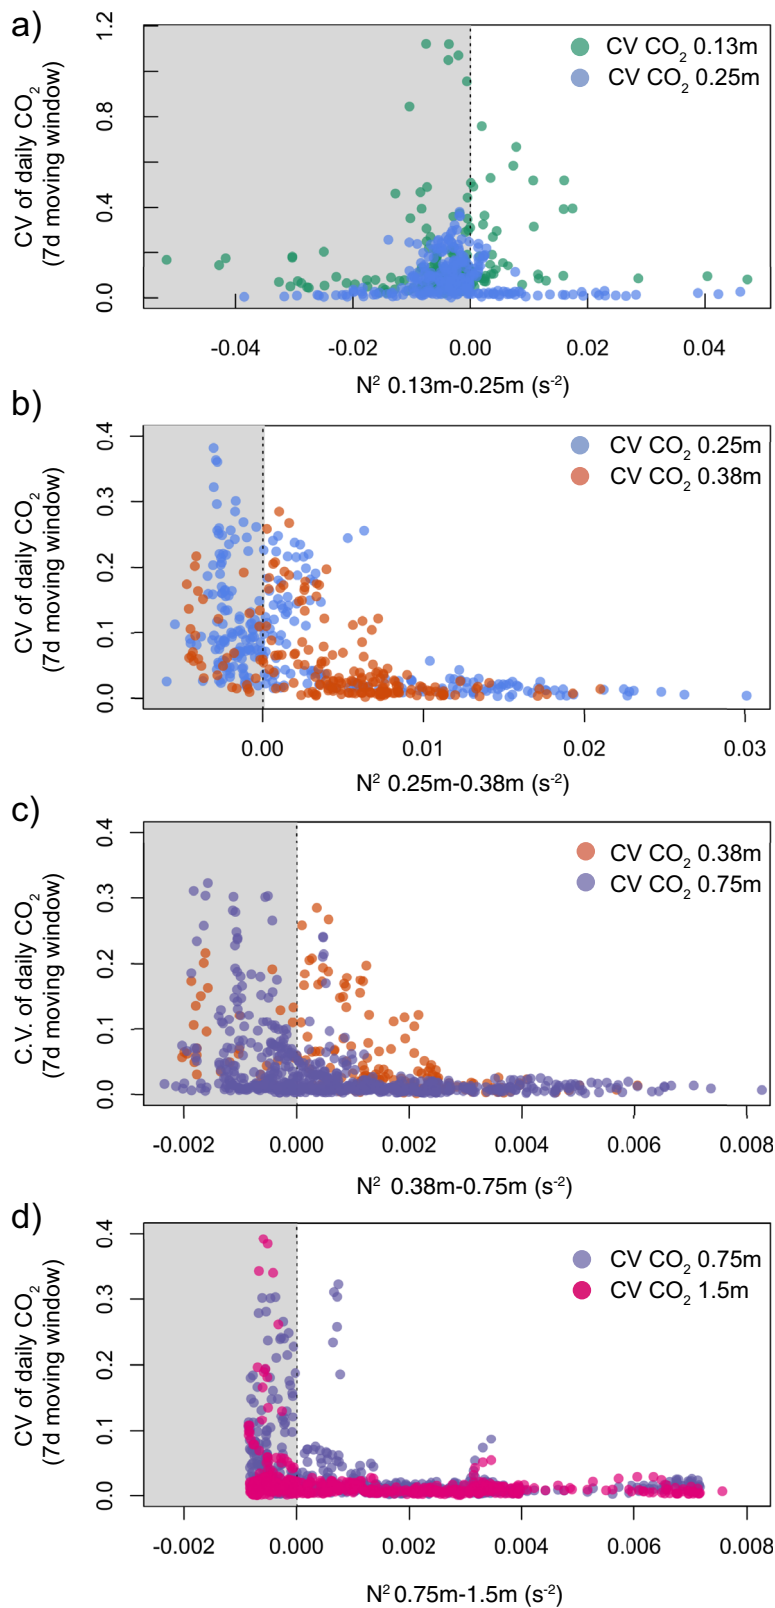 a)
CV of daily CO₂
(7d moving window)
1.2
0.8
0.4
0.0
CV CO₂ 0.13m
CV CO₂ 0.25m
-0.04 -0.02 0.00 0.02 0.04
N² 0.13m-0.25m (s⁻²)
b)
CV of daily CO₂
(7d moving window)
0.4
0.3
0.2
0.1
0.0
CV CO₂ 0.25m
CV CO₂ 0.38m
0.00 0.01 0.02 0.03
N² 0.25m-0.38m (s⁻²)
c)
C.V. of daily CO₂
(7d moving window)
0.4
0.3
0.2
0.1
0.0
CV CO₂ 0.38m
CV CO₂ 0.75m
-0.002 0.000 0.002 0.004 0.006 0.008
N² 0.38m-0.75m (s⁻²)
d)
CV of daily CO₂
(7d moving window)
0.4
0.3
0.2
0.1
0.0
CV CO₂ 0.75m
CV CO₂ 1.5m
-0.002 0.000 0.002 0.004 0.006 0.008
N² 0.75m-1.5m (s⁻²)